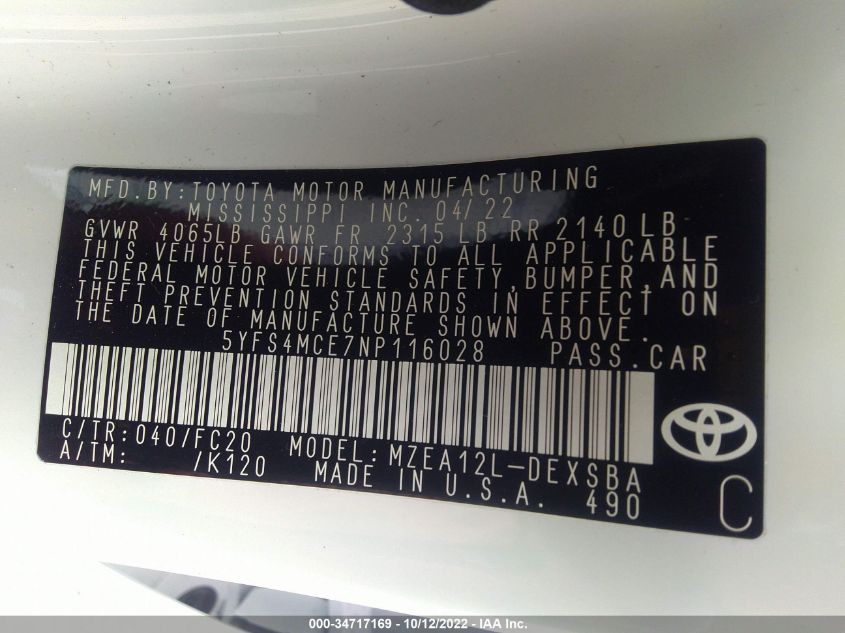 MFD.BY:TOYOTA MOTOR MANUFACTURING
MISSISSIPPI INC. 04/22
GVWR 4065LB GAWR FR 2315 LB RR 2140 LB
THIS VEHICLE CONFORMS TO ALL APPLICABLE
FEDERAL MOTOR VEHICLE SAFETY,BUMPER,AND
THEFT PREVENTION STANDARDS IN EFFECT ON
THE DATE OF MANUFACTURE SHOWN ABOVE.
5YFS4MCE7NP116028 PASS.CAR
C/TR:040/FC20 MODEL:MZEA12L-DEXSBA
A/TM: /K120 MADE IN U.S.A. 490
C
000-34717169 - 10/12/2022 - IAA Inc.